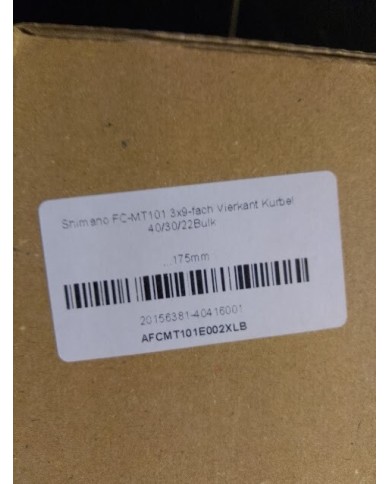 Shimano FC-MT101 3x9-fach Vierkant Kurbel
40/30/22Bulk
...175mm
20156381-40416001
AFCMT101E002XLB